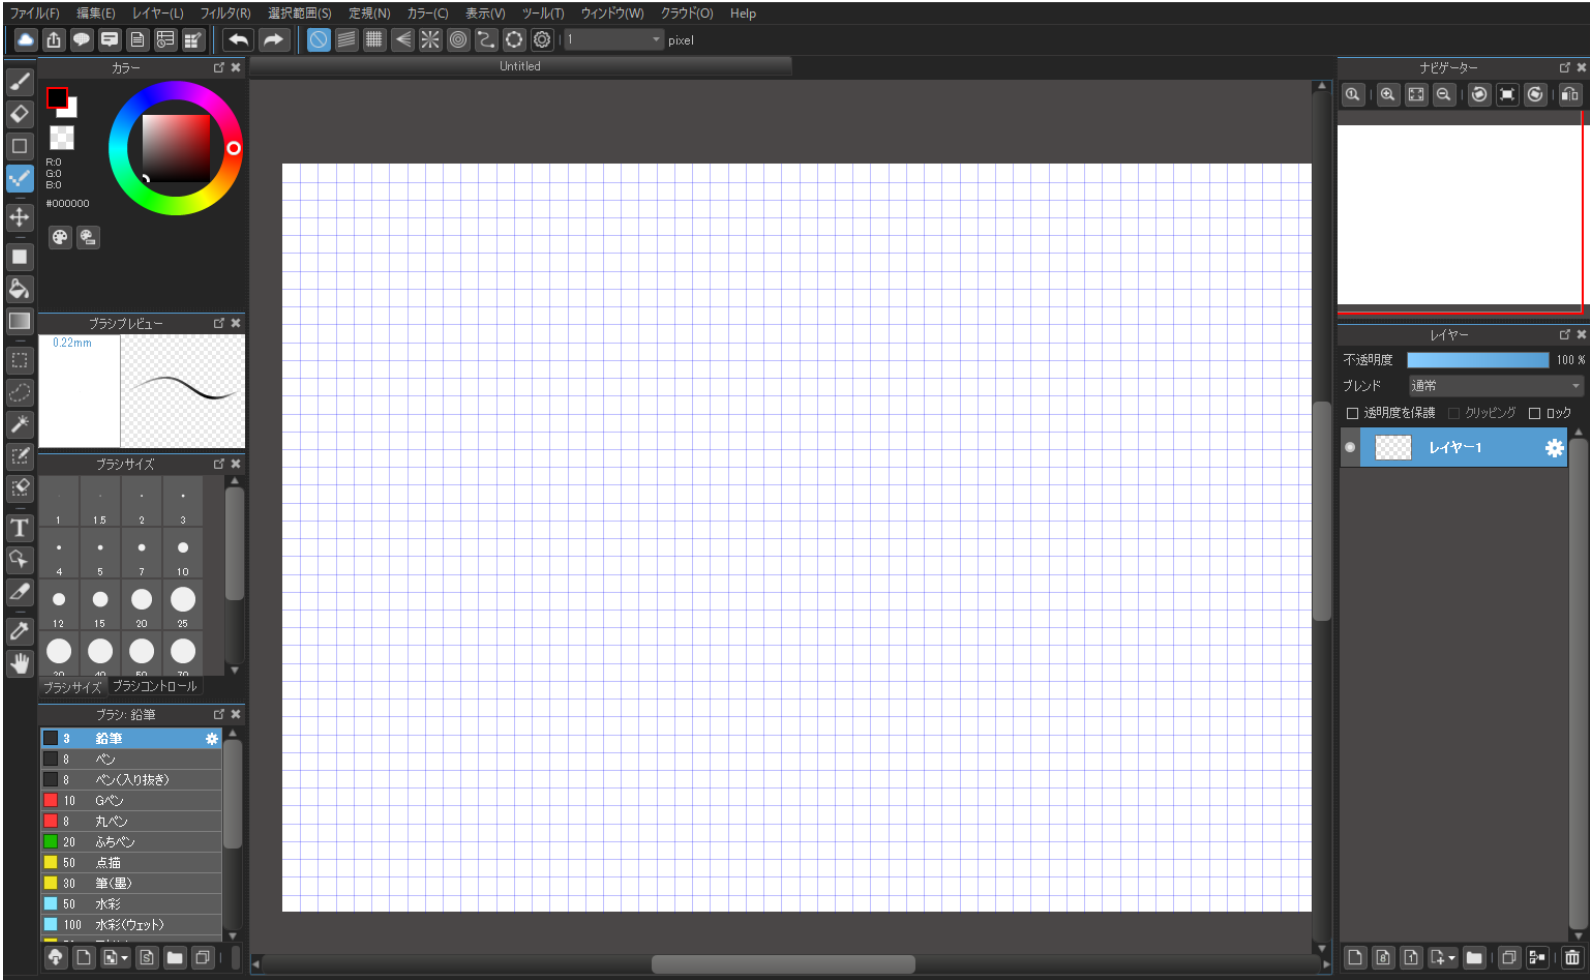 ファイル(F) 編集(E) レイヤー(L) フィルタ(R) 選択範囲(S) 定規(N) カラー(C) 表示(V) ツール(T) ウィンドウ(W) クラウド(O) Help
1 pixel
カラー
Untitled
ナビゲーター
R:0
G:0
B:0
#000000
ブラシプレビュー
0.22mm
ブラシサイズ
1 1.5 2 3
4 5 7 10
12 15 20 25
30 40 50 70
ブラシサイズ ブラシコントロール
ブラシ: 鉛筆
3 鉛筆
8 ペン
8 ペン(入り抜き)
10 Gペン
8 丸ペン
20 ふちペン
50 点描
30 筆(墨)
50 水彩
100 水彩(ウェット)
レイヤー
不透明度 100 %
ブレンド 通常
透明度を保護 クリッピング ロック
レイヤー1